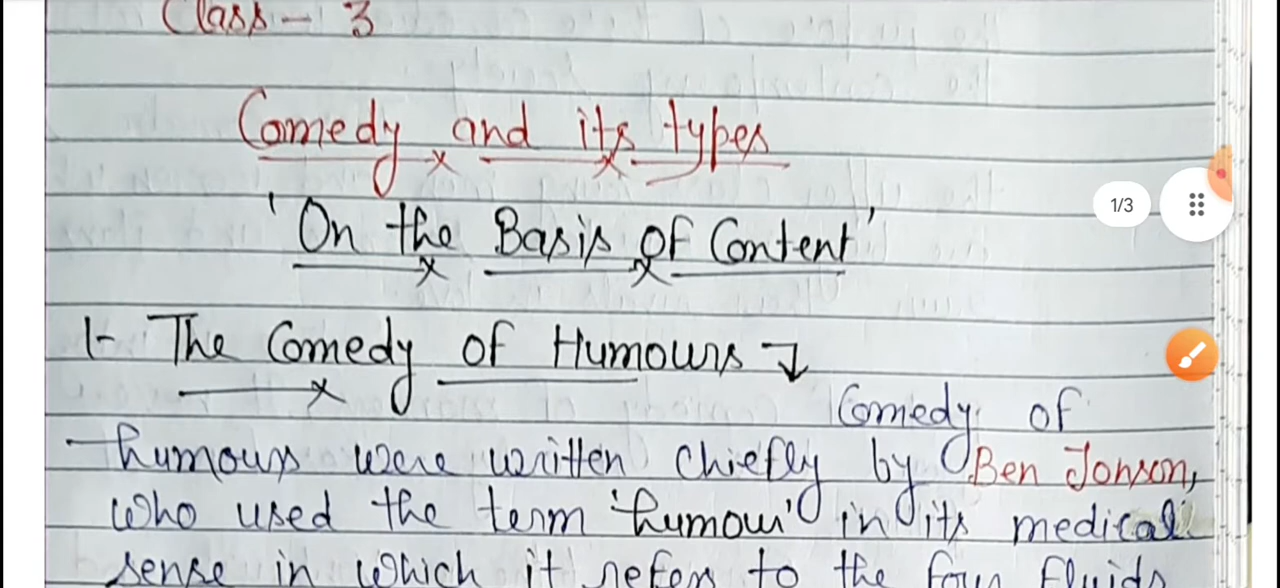 Class - 3
Comedy and its types
'On the Basis of Content'
1/3
1- The Comedy of Humours ↓
Comedy of
humours were written chiefly by Ben Jonson,
who used the term 'humour' in its medical
sense in which it refers to the four fluids